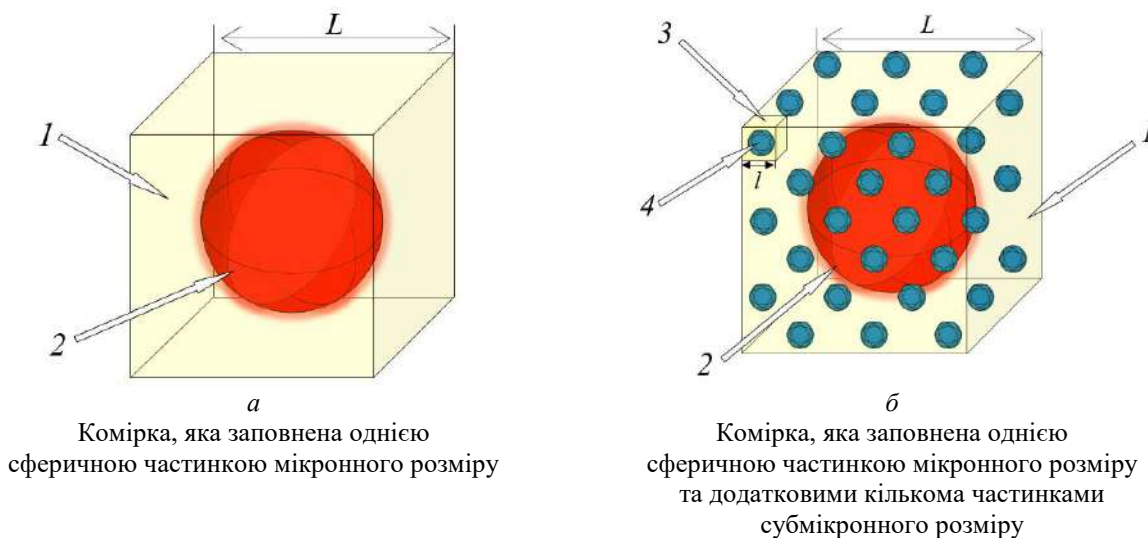 L
1
2
а
Комірка, яка заповнена однією
сферичною частинкою мікронного розміру
3
L
1
4
l
2
б
Комірка, яка заповнена однією
сферичною частинкою мікронного розміру
та додатковими кількома частинками
субмікронного розміру